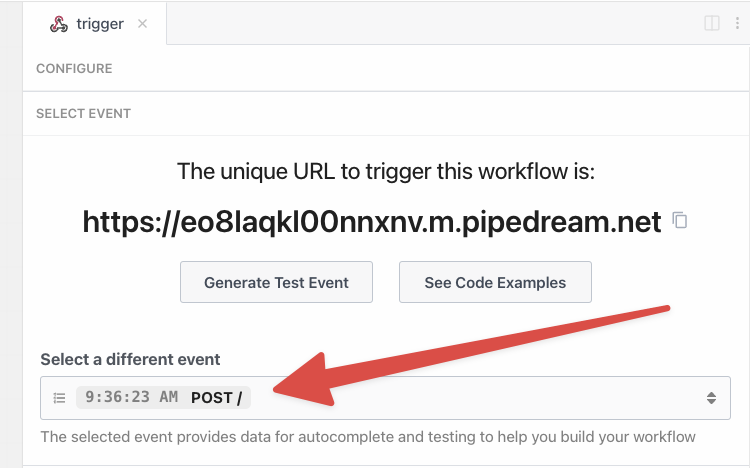 trigger
CONFIGURE
SELECT EVENT
The unique URL to trigger this workflow is:
https://eo8laqkl00nnxnv.m.pipedream.net
Generate Test Event See Code Examples
Select a different event
9:36:23 AM POST /
The selected event provides data for autocomplete and testing to help you build your workflow